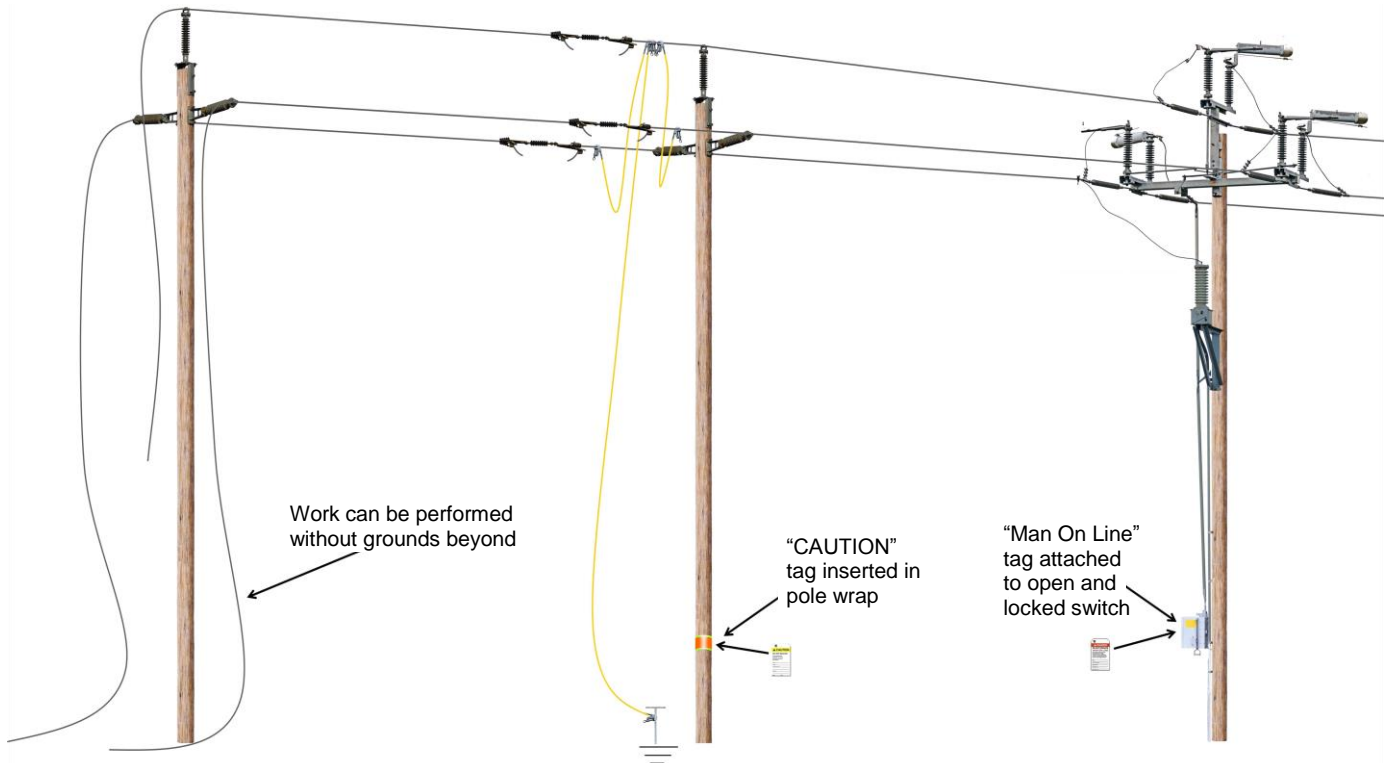 Work can be performed
without grounds beyond
“CAUTION”
tag inserted in
pole wrap
“Man On Line”
tag attached
to open and
locked switch